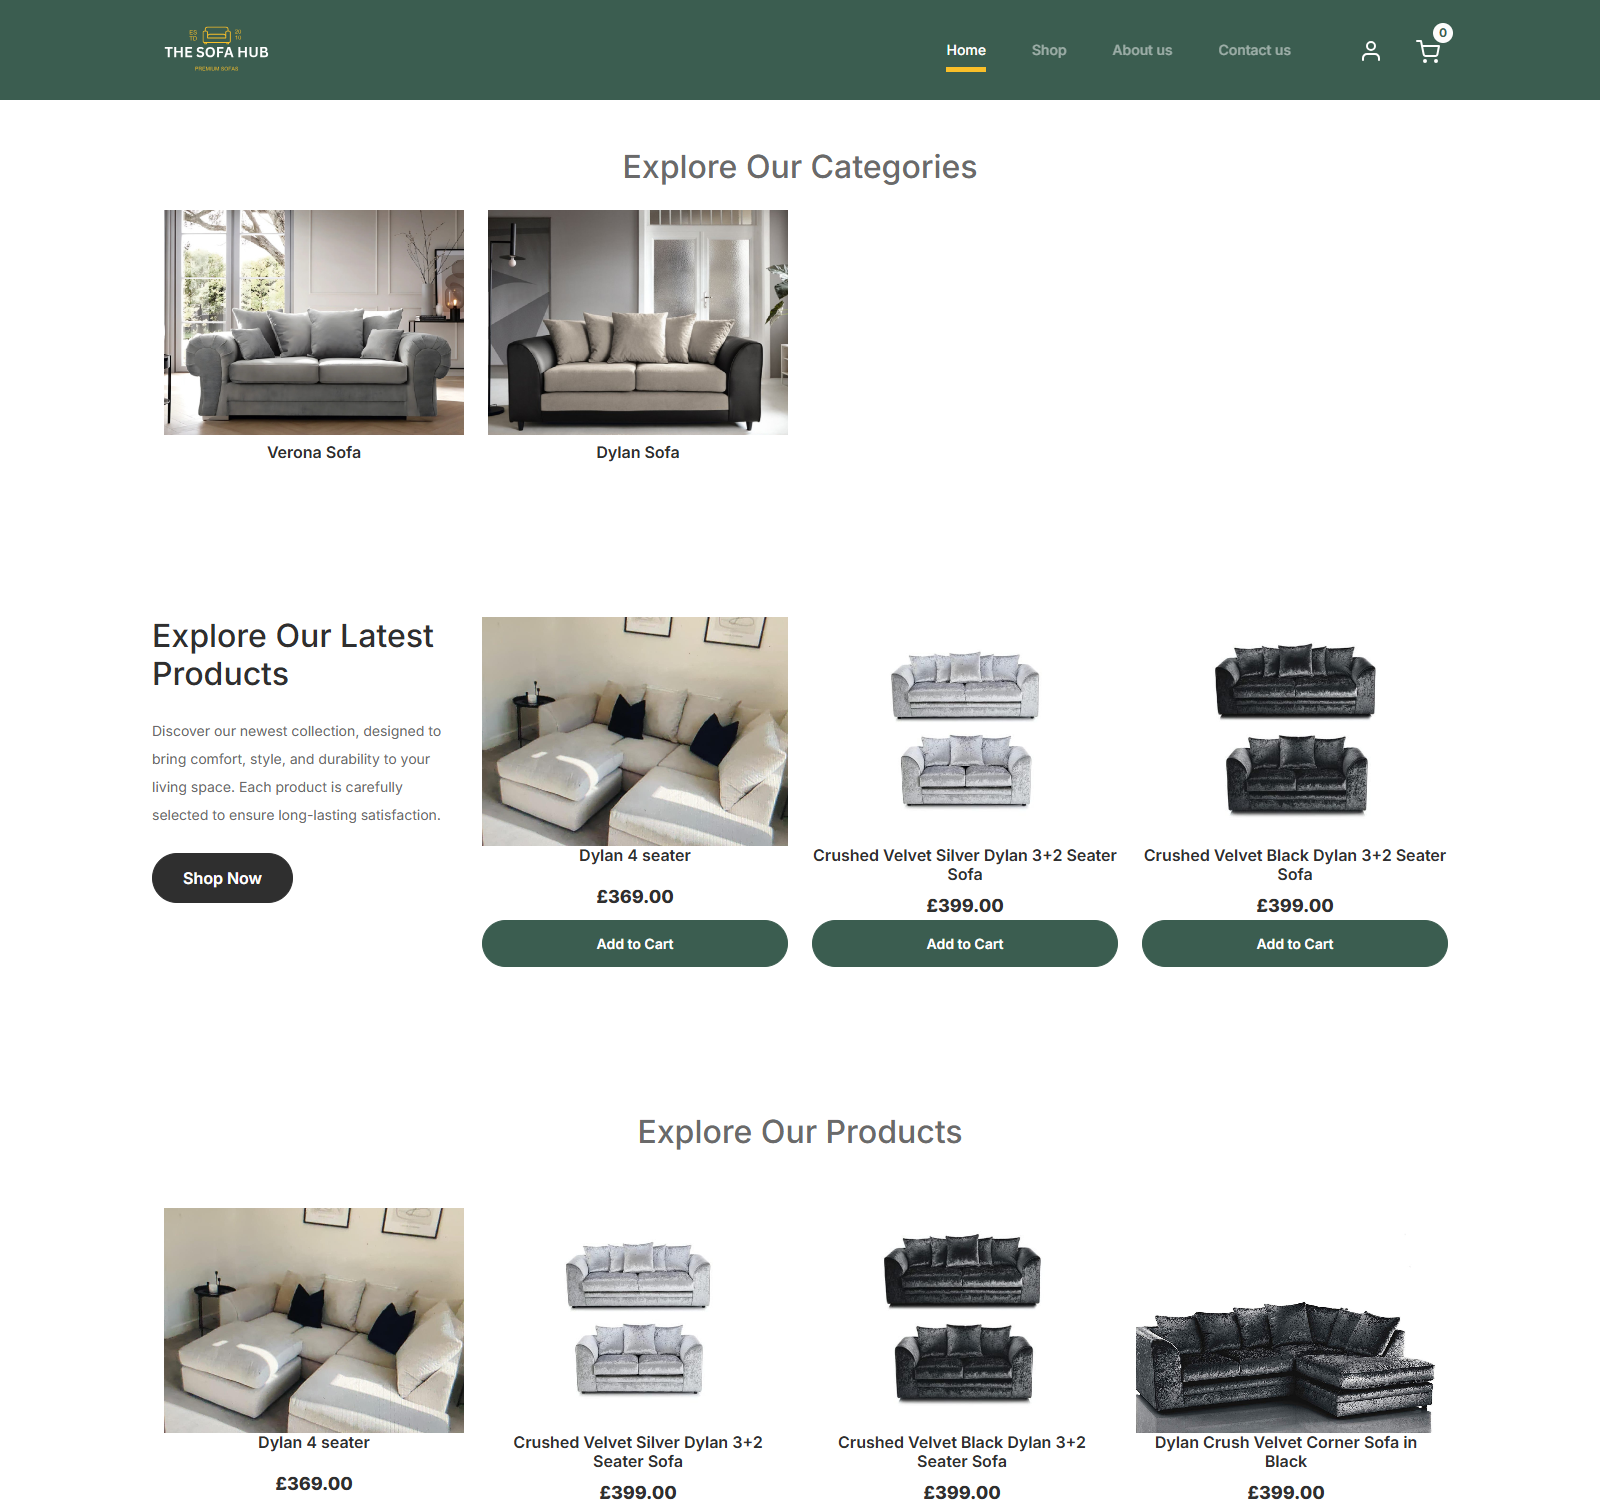 ES
TD
20
10
THE SOFA HUB
PREMIUM SOFAS
Home
Shop
About us
Contact us
0
Explore Our Categories
Verona Sofa
Dylan Sofa
Explore Our Latest
Products
Discover our newest collection, designed to
bring comfort, style, and durability to your
living space. Each product is carefully
selected to ensure long-lasting satisfaction.
Shop Now
Dylan 4 seater
£369.00
Add to Cart
Crushed Velvet Silver Dylan 3+2 Seater
Sofa
£399.00
Add to Cart
Crushed Velvet Black Dylan 3+2 Seater
Sofa
£399.00
Add to Cart
Explore Our Products
Dylan 4 seater
£369.00
Crushed Velvet Silver Dylan 3+2
Seater Sofa
£399.00
Crushed Velvet Black Dylan 3+2
Seater Sofa
£399.00
Dylan Crush Velvet Corner Sofa in
Black
£399.00